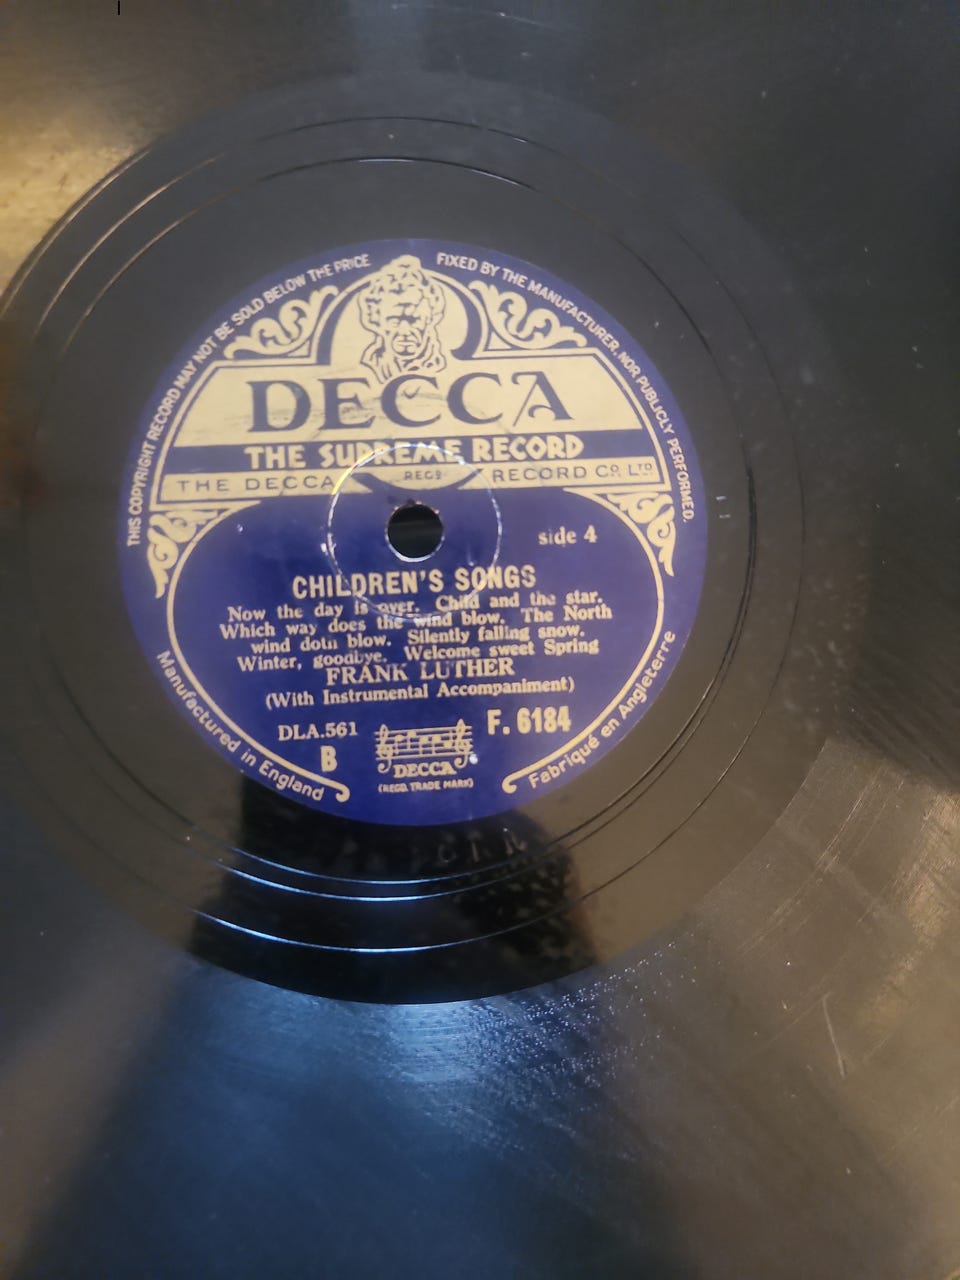 THIS COPYRIGHT RECORD MAY NOT BE SOLD BELOW THE PRICE FIXED BY THE MANUFACTURER, NOR PUBLICLY PERFORMED.
DECCA
THE SUPREME RECORD
THE DECCA REGD RECORD CO. LTD
side 4
CHILDREN'S SONGS
Now the day is over. Child and the star.
Which way does the wind blow. The North
wind doth blow. Silently falling snow.
Winter, goodbye. Welcome sweet Spring
FRANK LUTHER
(With Instrumental Accompaniment)
DLA.561 F. 6184
B
DECCA
(REGD. TRADE MARK)
Manufactured in England
Fabriqué en Angleterre